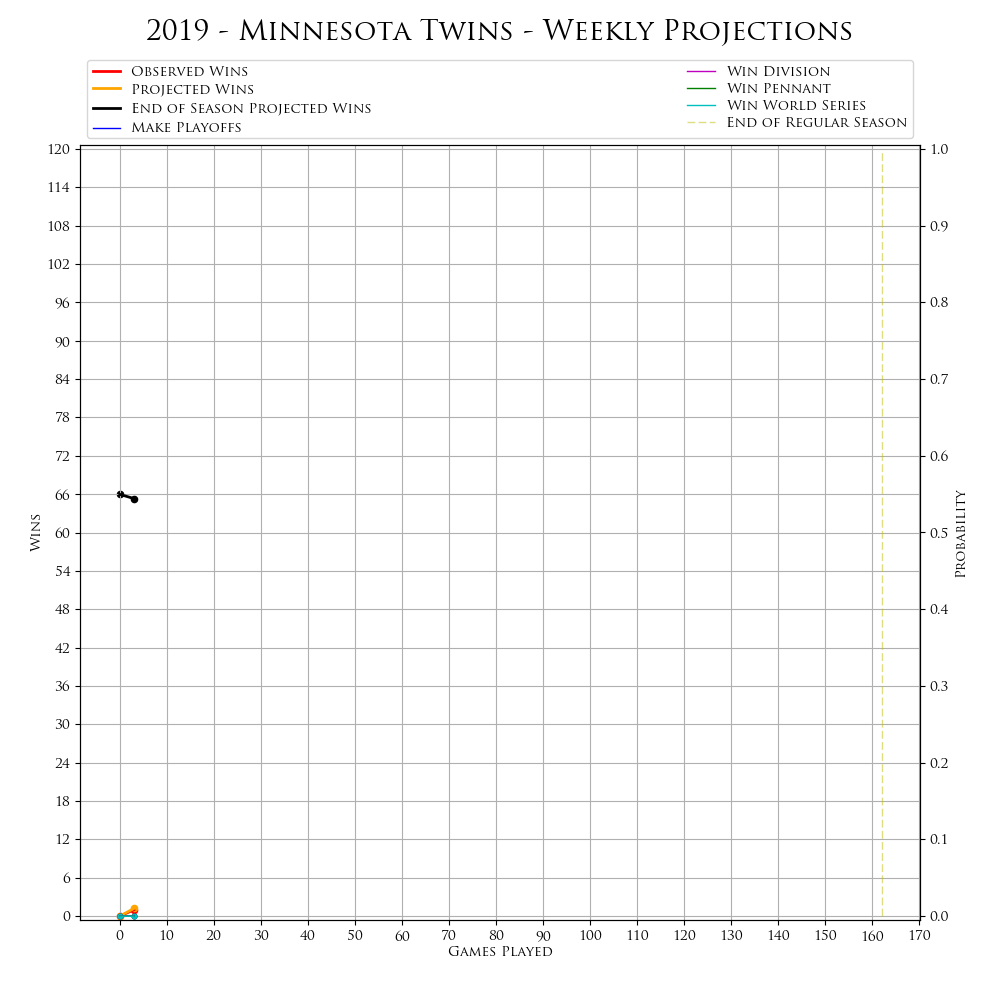 2019 - Minnesota Twins - Weekly Projections
Observed Wins
Projected Wins
End of Season Projected Wins
Make Playoffs
Win Division
Win Pennant
Win World Series
End of Regular Season
120
114
108
102
96
90
84
78
72
66
60
54
48
42
36
30
24
18
12
6
0
Wins
1.0
0.9
0.8
0.7
0.6
0.5
0.4
0.3
0.2
0.1
0.0
Probability
0 10 20 30 40 50 60 70 80 90 100 110 120 130 140 150 160 170
Games Played